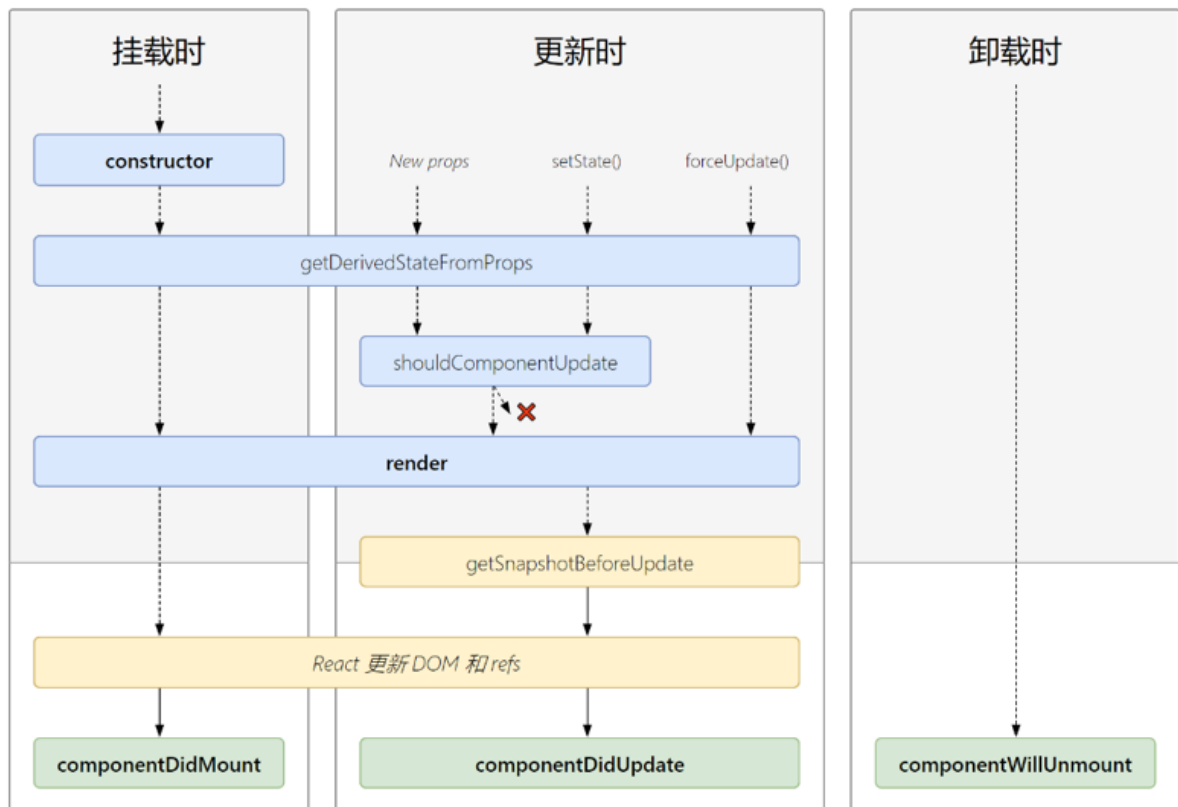 挂载时
更新时
卸载时
constructor
New props
setState()
forceUpdate()
getDerivedStateFromProps
shouldComponentUpdate
render
getSnapshotBeforeUpdate
React 更新 DOM 和 refs
componentDidMount
componentDidUpdate
componentWillUnmount